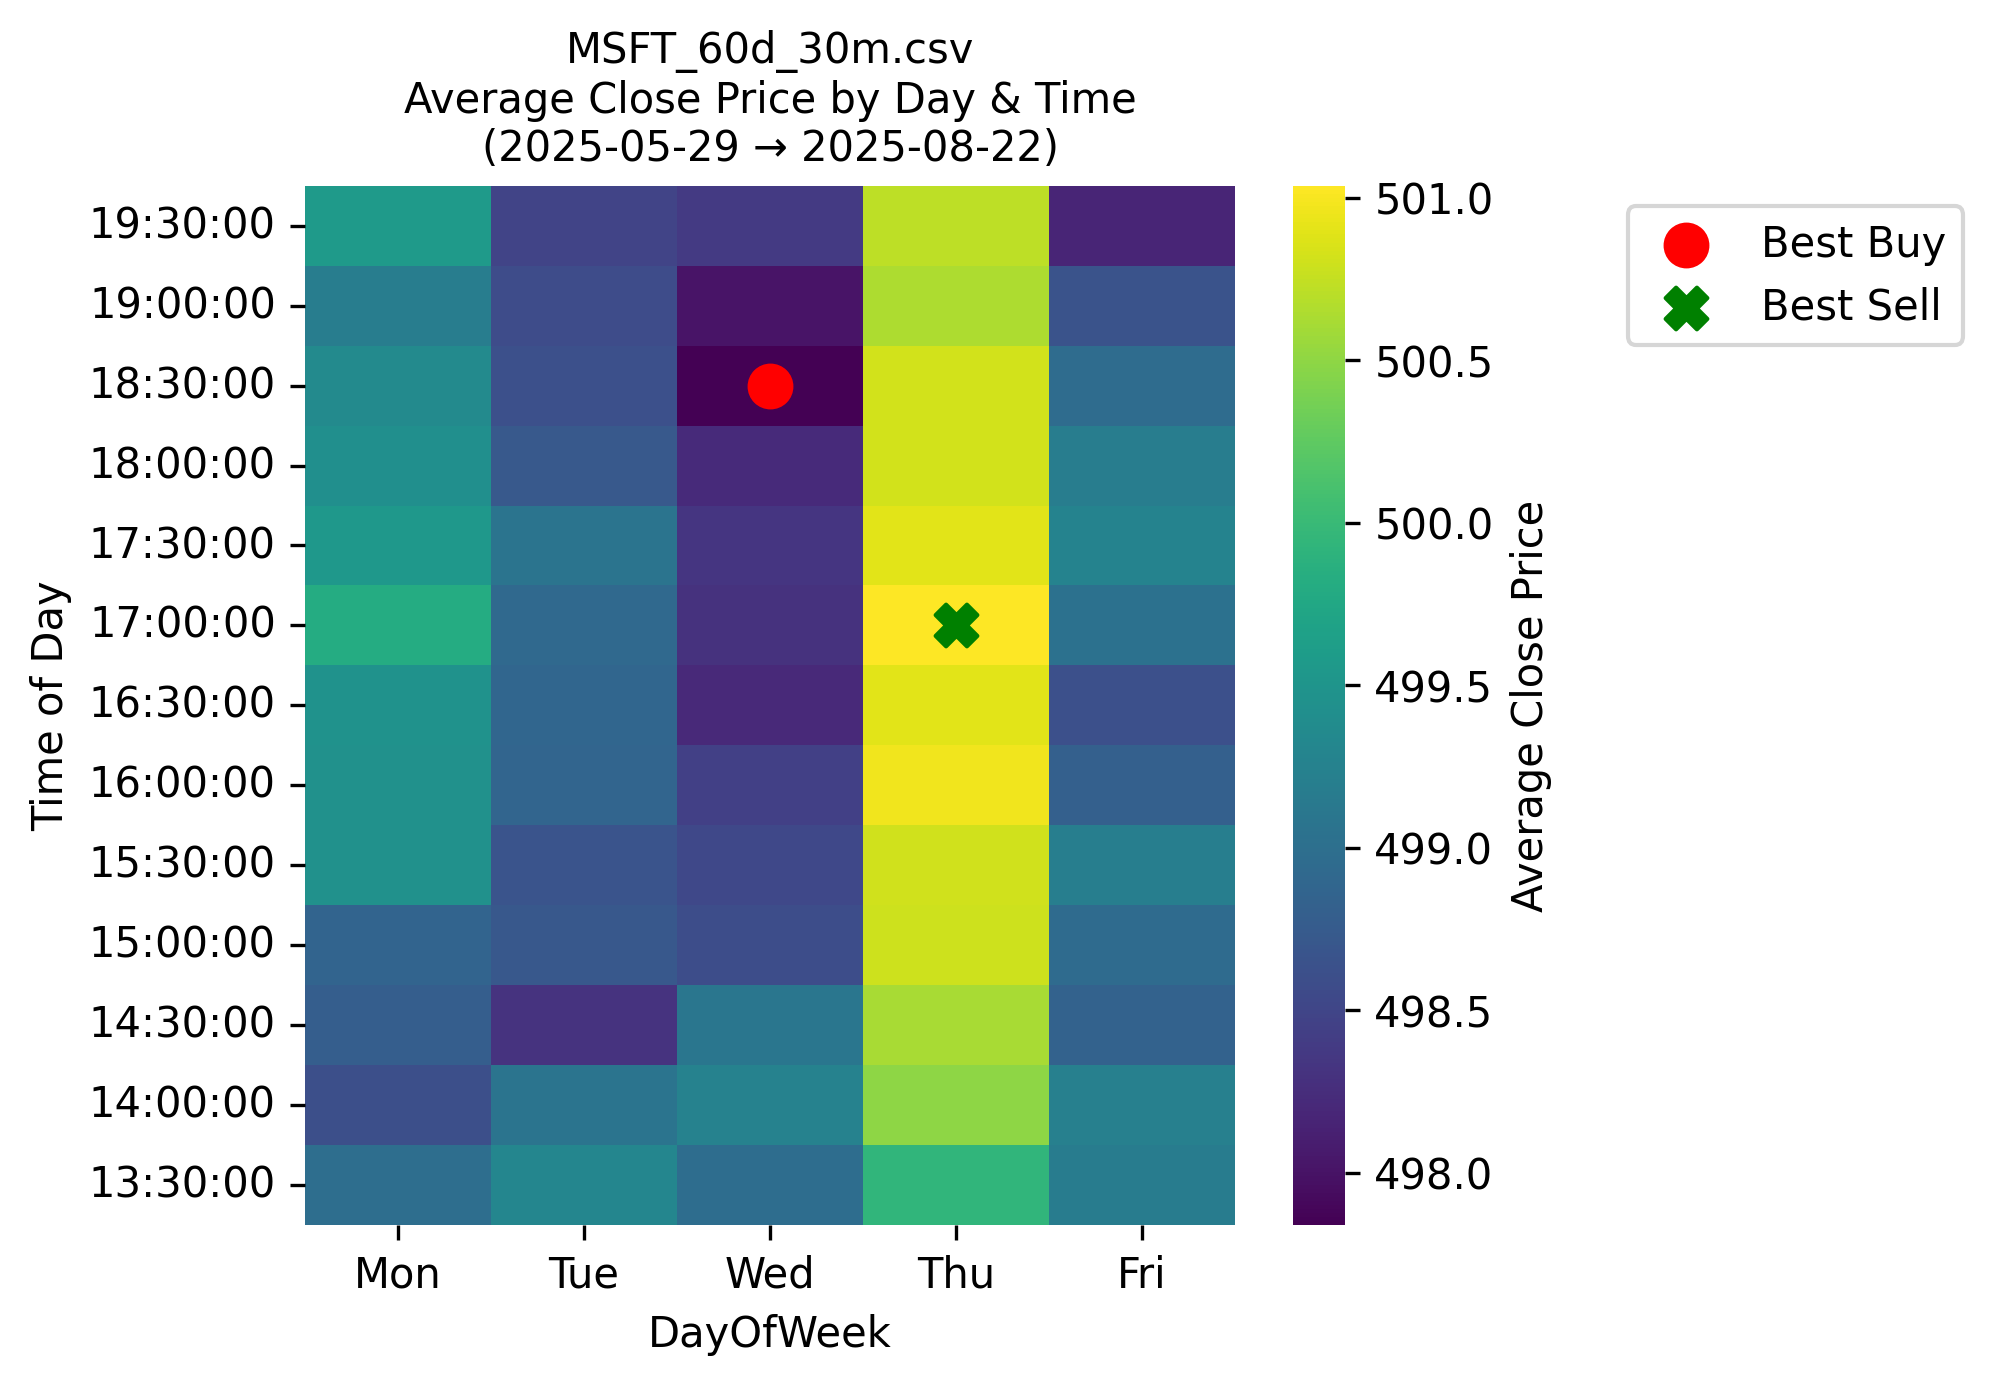 MSFT_60d_30m.csv
Average Close Price by Day & Time
(2025-05-29 → 2025-08-22)
Time of Day
19:30:00
19:00:00
18:30:00
18:00:00
17:30:00
17:00:00
16:30:00
16:00:00
15:30:00
15:00:00
14:30:00
14:00:00
13:30:00
Mon
Tue
Wed
Thu
Fri
DayOfWeek
501.0
500.5
500.0
499.5
499.0
498.5
498.0
Average Close Price
Best Buy
Best Sell